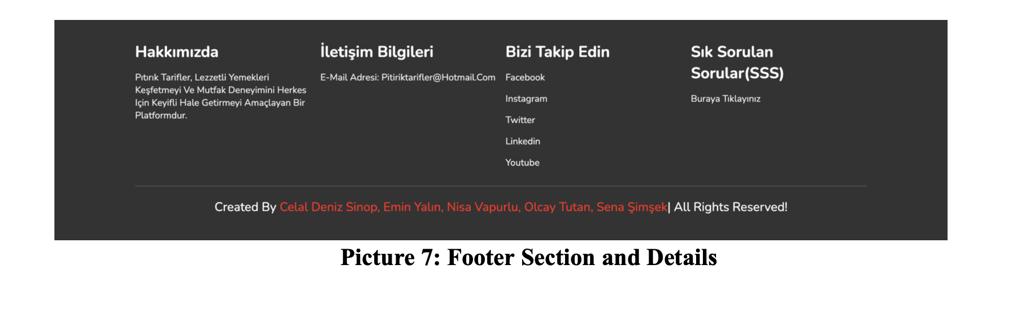 Hakkımızda
Pıtırık Tarifler, Lezzetli Yemekleri
Keşfetmeyi Ve Mutfak Deneyimini Herkes
Için Keyifli Hale Getirmeyi Amaçlayan Bir
Platformdur.
İletişim Bilgileri
E-Mail Adresi: Pitiriktarifler@Hotmail.Com
Bizi Takip Edin
Facebook
Instagram
Twitter
Linkedin
Youtube
Sık Sorulan
Sorular(SSS)
Buraya Tıklayınız
Created By Celal Deniz Sinop, Emin Yalın, Nisa Vapurlu, Olcay Tutan, Sena Şimşek| All Rights Reserved!
Picture 7: Footer Section and Details